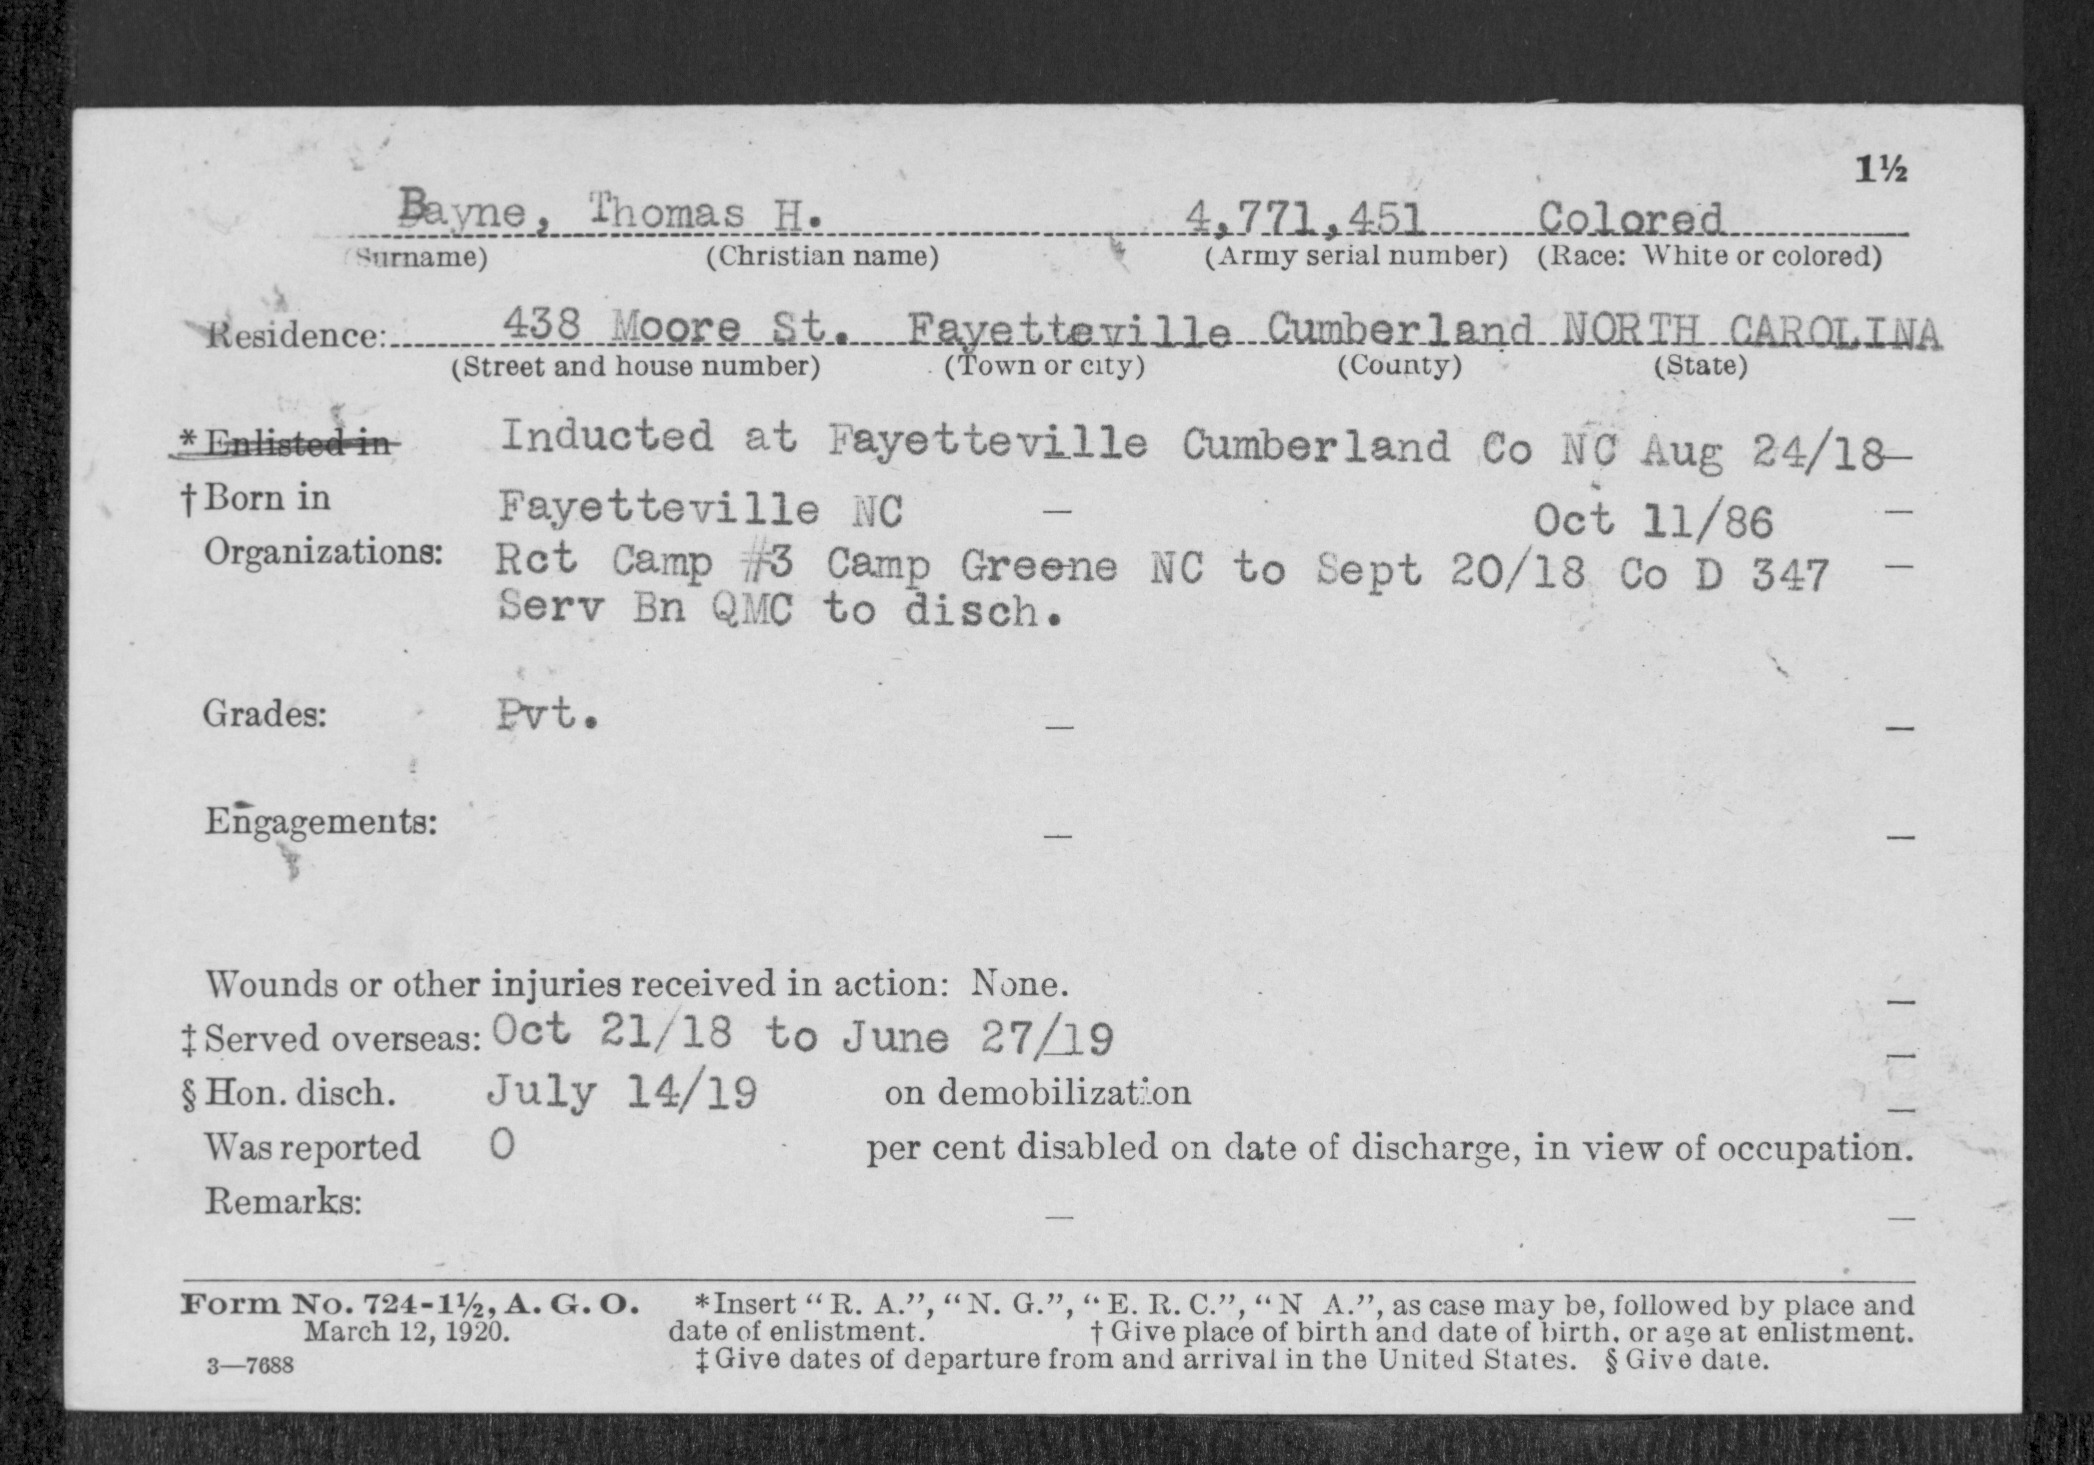 1½
Bayne, Thomas H. 4,771,451 Colored
(Surname) (Christian name) (Army serial number) (Race: White or colored)
Residence: 438 Moore St. Fayetteville Cumberland NORTH CAROLINA
(Street and house number) (Town or city) (County) (State)
* Enlisted in Inducted at Fayetteville Cumberland Co NC Aug 24/18—
† Born in Fayetteville NC — Oct 11/86 —
Organizations: Rct Camp #3 Camp Greene NC to Sept 20/18 Co D 347 —
Serv Bn QMC to disch.
Grades: Pvt. — —
Engagements: — —
Wounds or other injuries received in action: None. —
‡ Served overseas: Oct 21/18 to June 27/19 —
§ Hon. disch. July 14/19 on demobilization —
Was reported 0 per cent disabled on date of discharge, in view of occupation.
Remarks: — —
Form No. 724-1½, A. G. O. *Insert "R. A.", "N. G.", "E. R. C.", "N A.", as case may be, followed by place and
March 12, 1920. date of enlistment. † Give place of birth and date of birth, or age at enlistment.
3—7688 ‡ Give dates of departure from and arrival in the United States. § Give date.